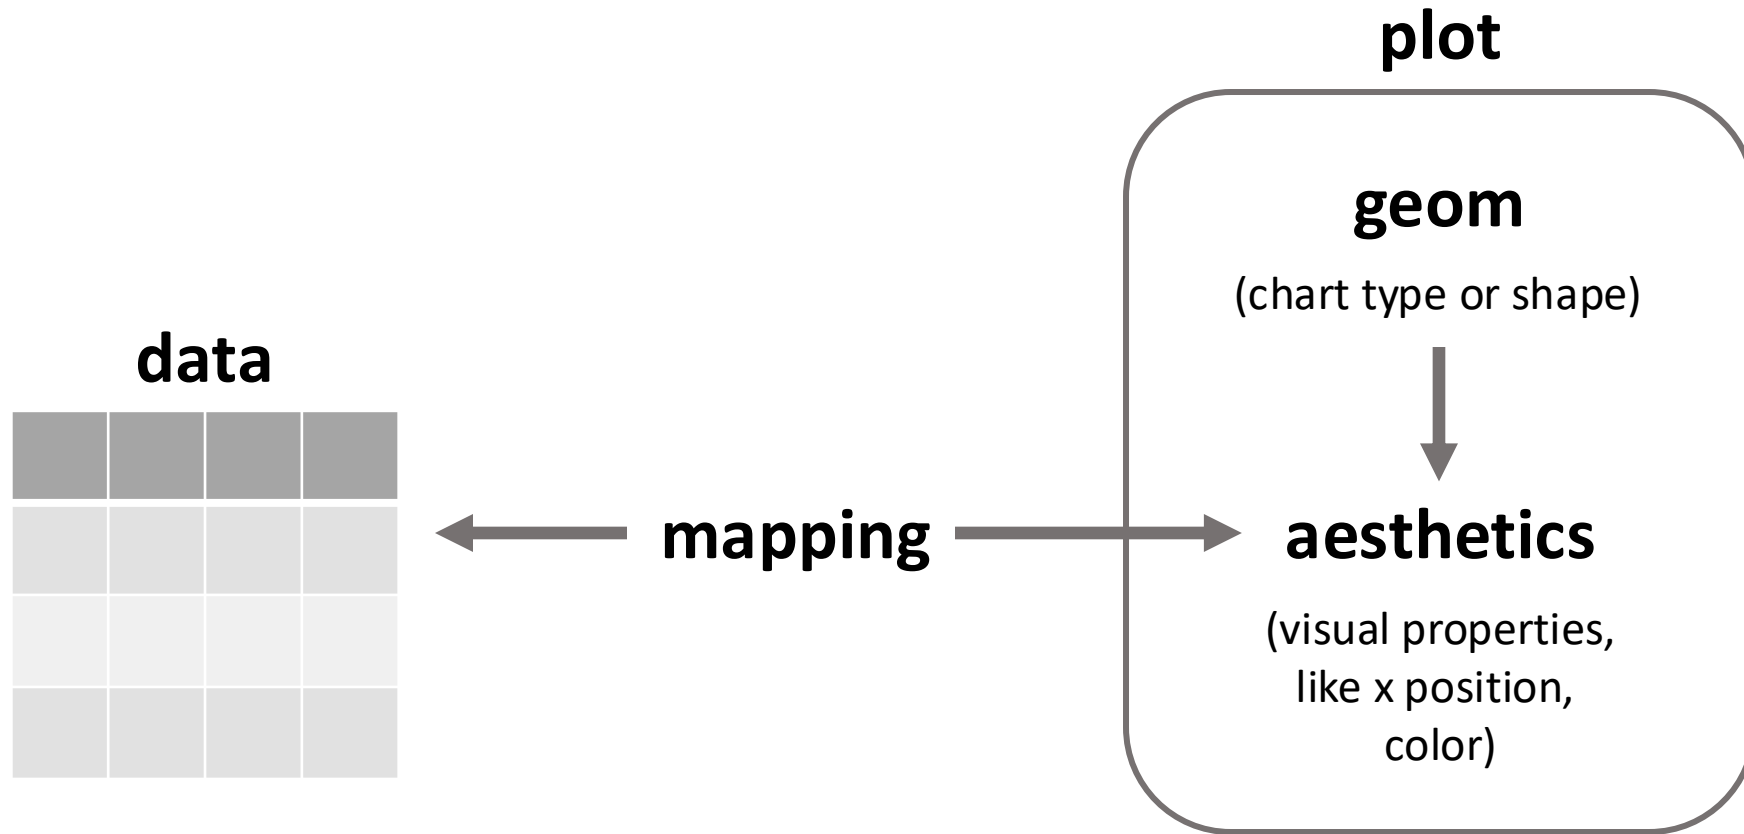 plot
geom
(chart type or shape)
data
mapping
aesthetics
(visual properties,
like x position,
color)